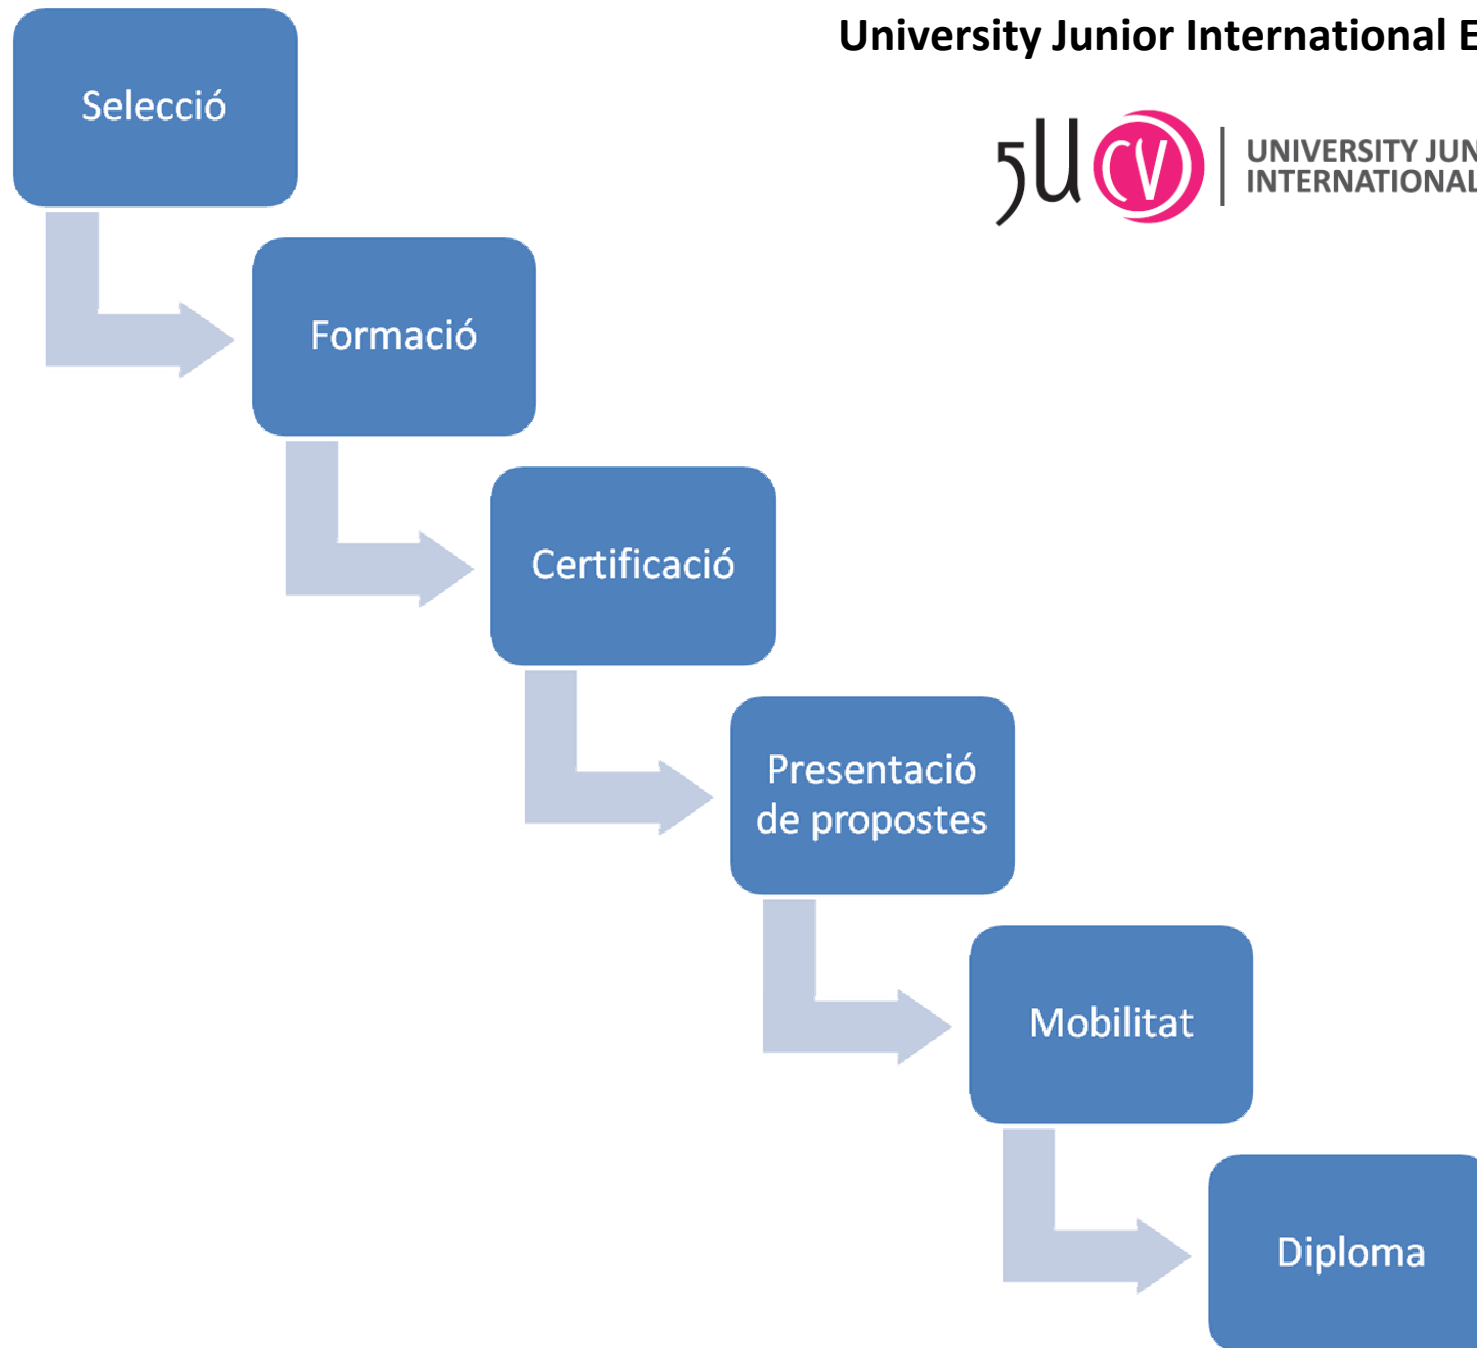 University Junior International E
5U CV
UNIVERSITY JUN
INTERNATIONAL
Selecció
Formació
Certificació
Presentació
de propostes
Mobilitat
Diploma